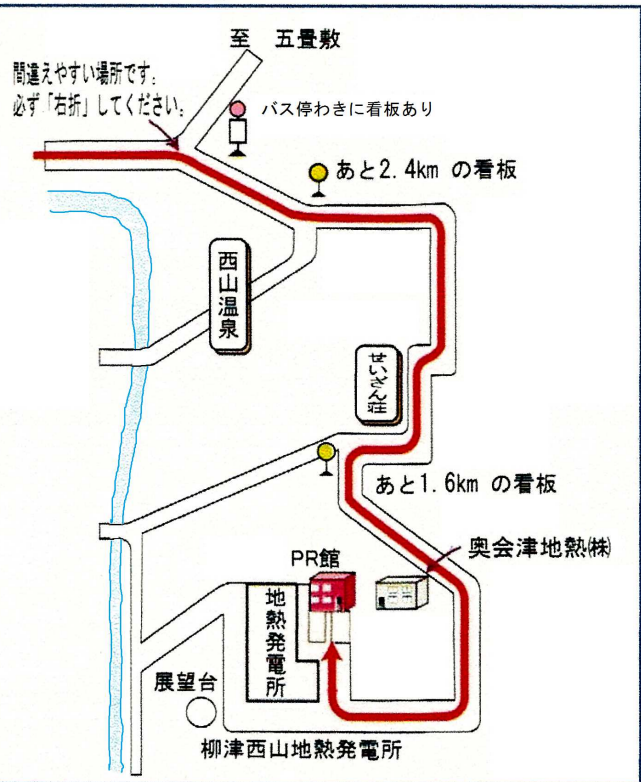 至 五畳敷
間違えやすい場所です。
必ず「右折」してください。
バス停わきに看板あり
あと2.4km の看板
西山温泉
せいざん荘
あと1.6km の看板
奥会津地熱㈱
PR館
地熱発電所
展望台
柳津西山地熱発電所